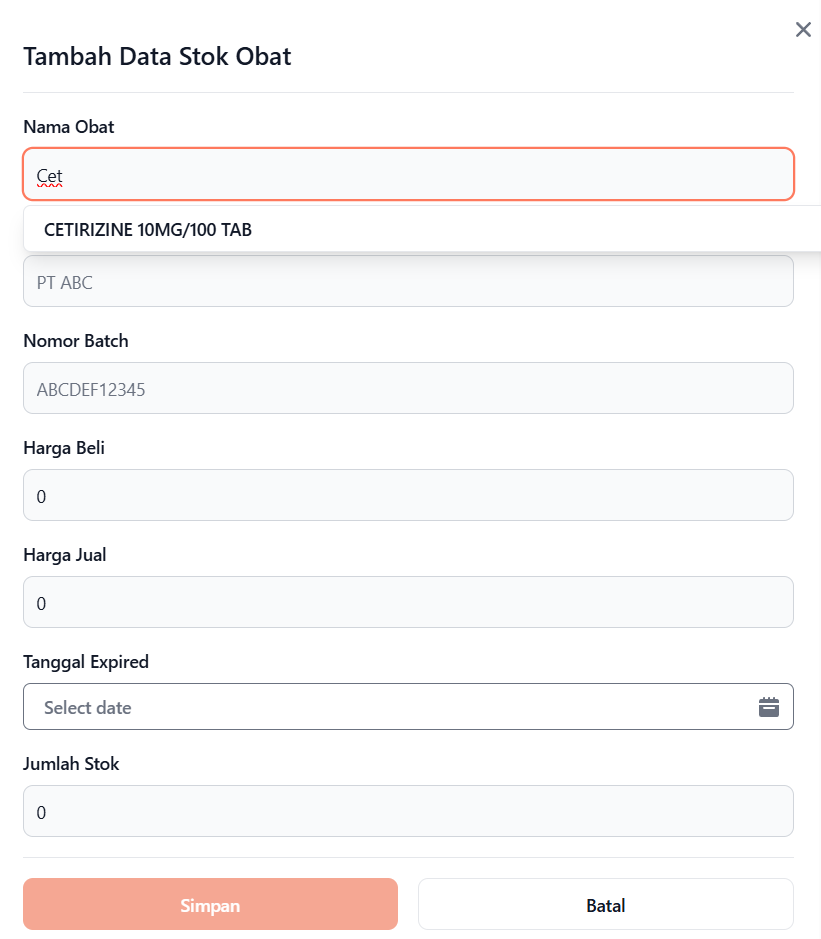 Tambah Data Stok Obat
Nama Obat
Cet
CETIRIZINE 10MG/100 TAB
PT ABC
Nomor Batch
ABCDEF12345
Harga Beli
0
Harga Jual
0
Tanggal Expired
Select date
Jumlah Stok
0
Simpan
Batal